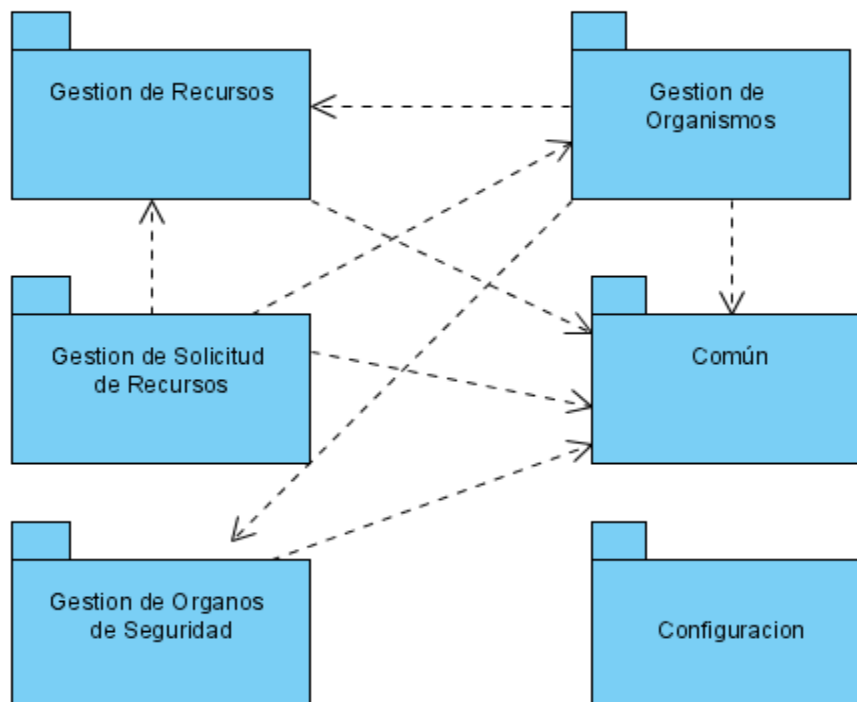 Gestion de Recursos
Gestion de
Organismos
Gestion de Solicitud
de Recursos
Común
Gestion de Organos
de Seguridad
Configuracion